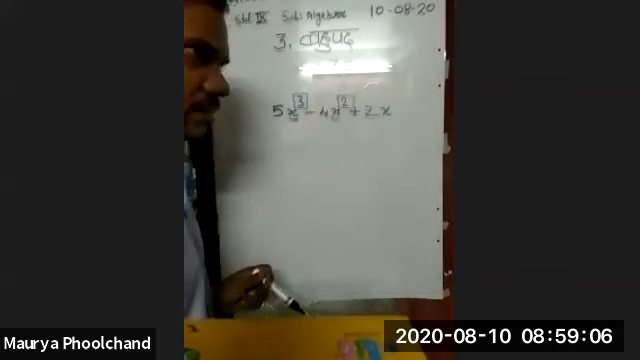 Std IX Sub: Algebra 10-08-20
3. बहुपद
5x³ - 4x² + 2x
Maurya Phoolchand
2020-08-10 08:59:06